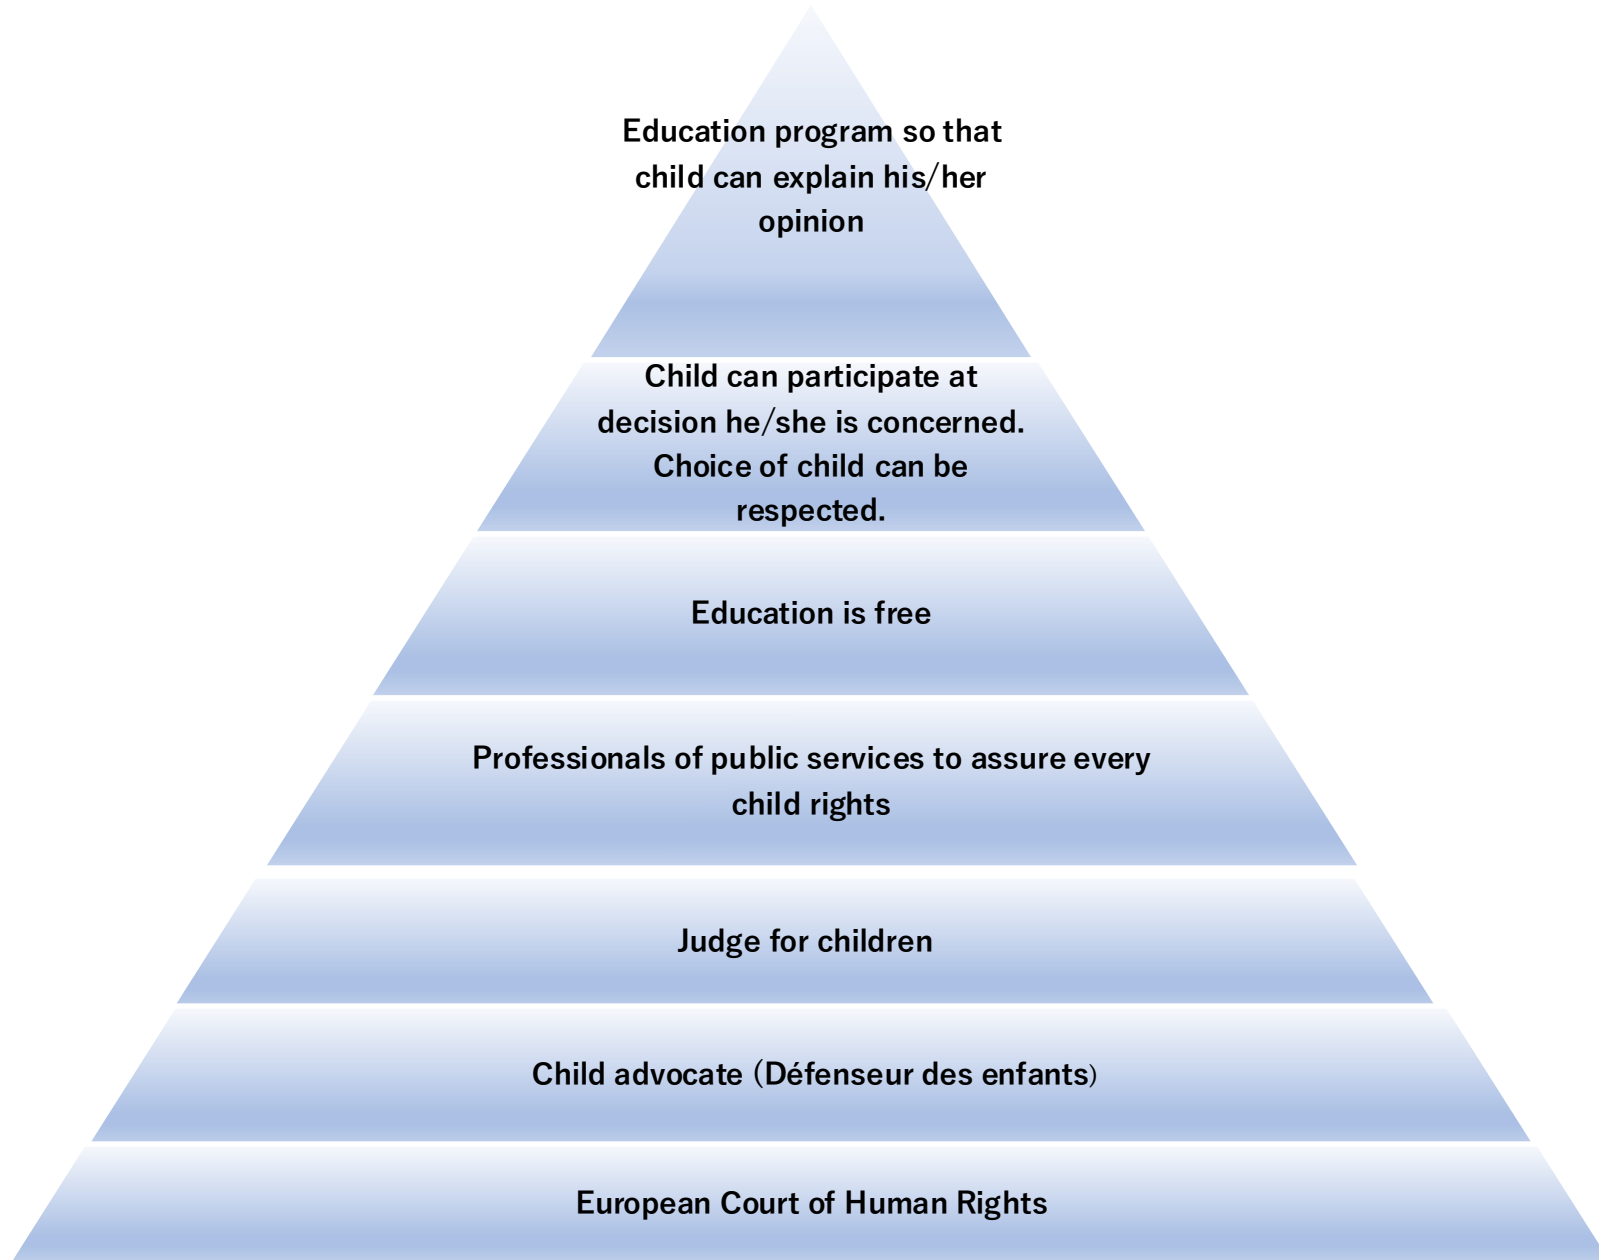 Education program so that
child can explain his/her
opinion
Child can participate at
decision he/she is concerned.
Choice of child can be
respected.
Education is free
Professionals of public services to assure every
child rights
Judge for children
Child advocate (Défenseur des enfants)
European Court of Human Rights